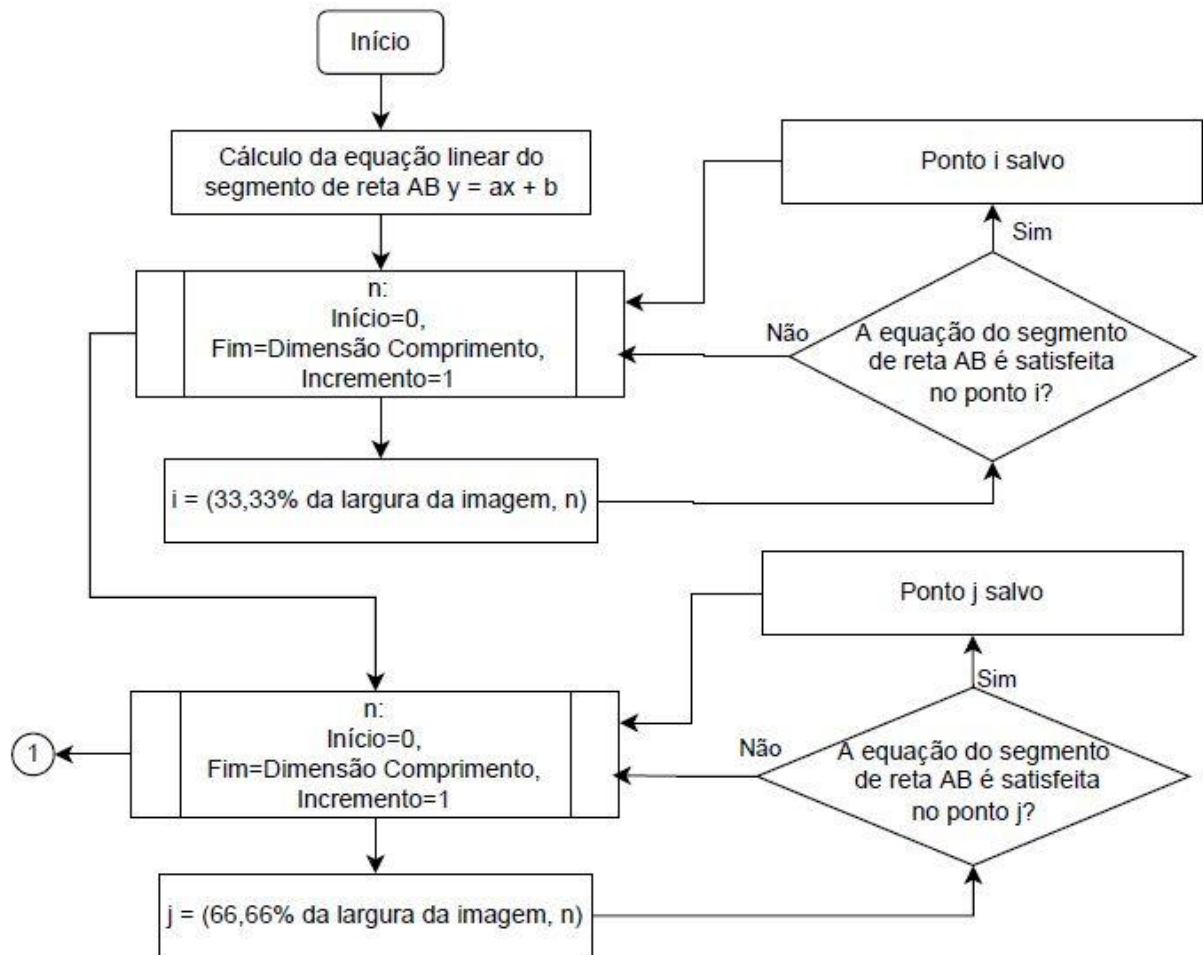 Início
Cálculo da equação linear do
segmento de reta AB y = ax + b
n:
Início=0,
Fim=Dimensão Comprimento,
Incremento=1
i = (33,33% da largura da imagem, n)
A equação do segmento
de reta AB é satisfeita
no ponto i?
Não
Sim
Ponto i salvo
n:
Início=0,
Fim=Dimensão Comprimento,
Incremento=1
j = (66,66% da largura da imagem, n)
A equação do segmento
de reta AB é satisfeita
no ponto j?
Não
Sim
Ponto j salvo
1